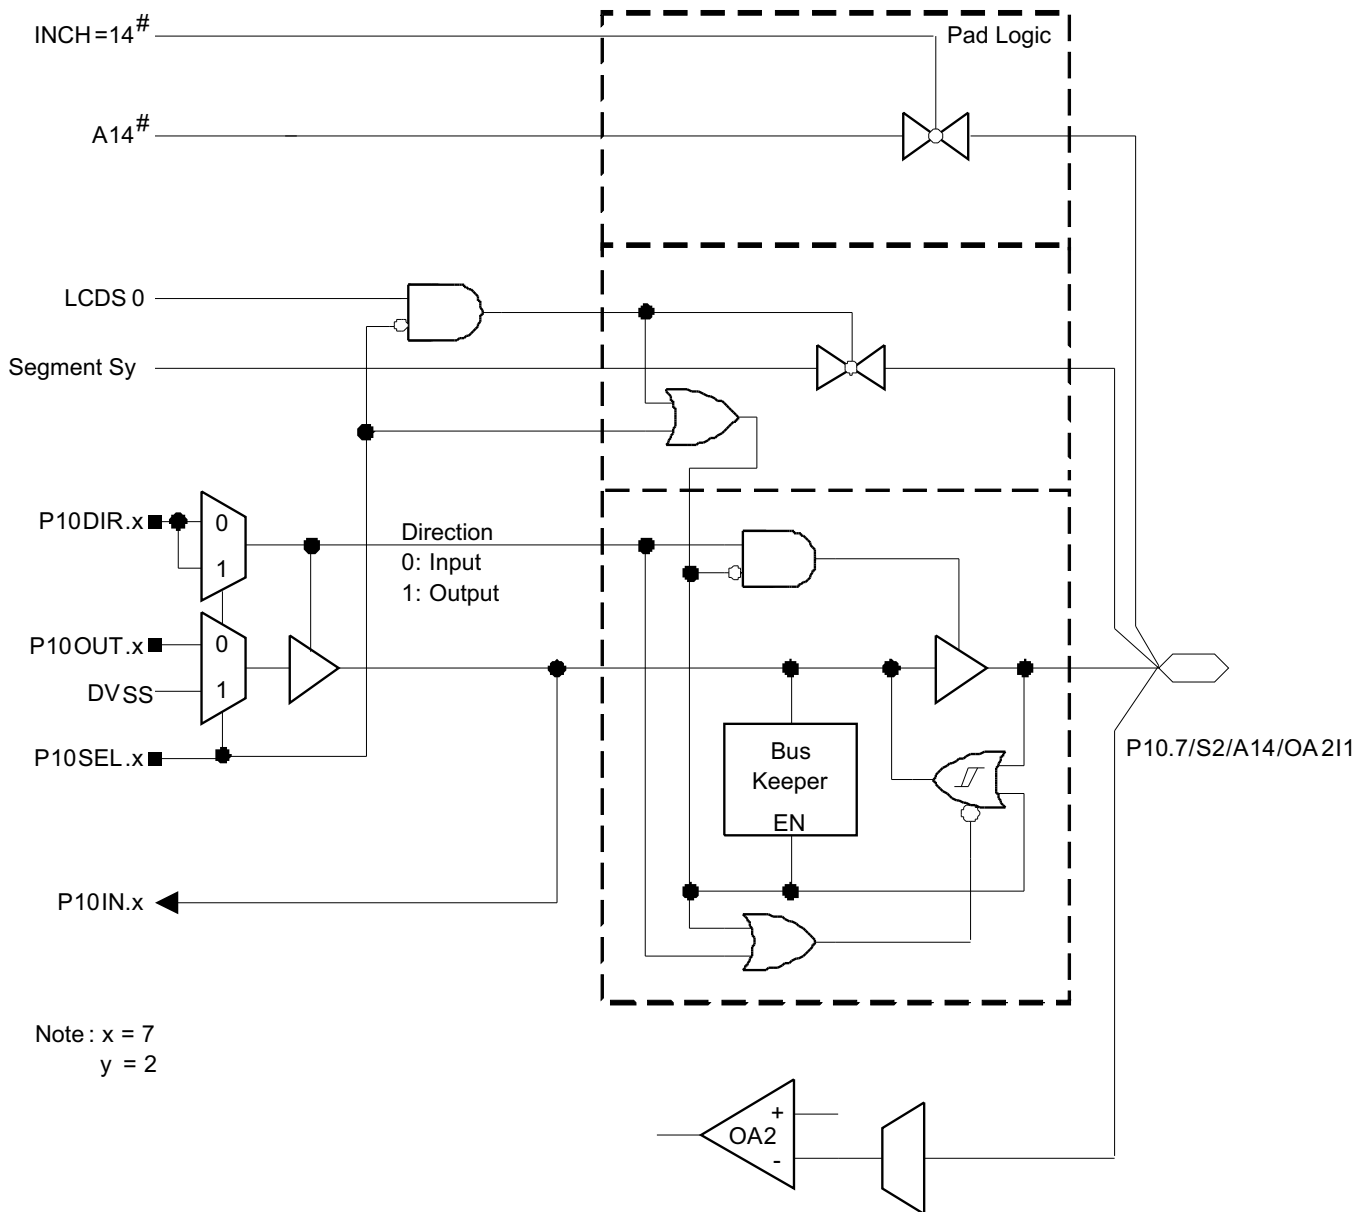 INCH=14#
Pad Logic
A14#
LCDS0
Segment Sy
P10DIR.x
0
1
Direction
0: Input
1: Output
P10OUT.x
0
DVSS
1
P10SEL.x
Bus
Keeper
EN
P10.7/S2/A14/OA2I1
P10IN.x
Note: x = 7
y = 2
+
OA2
-